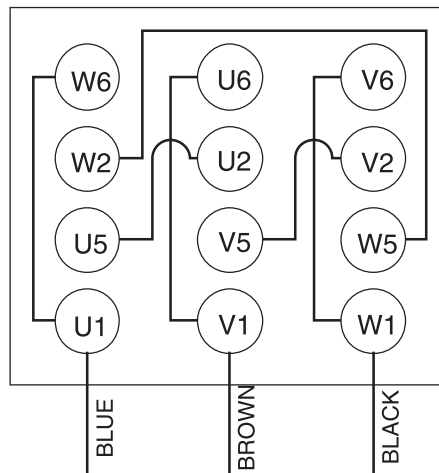 W6 U6 V6
W2 U2 V2
U5 V5 W5
U1 V1 W1
BLUE BROWN BLACK